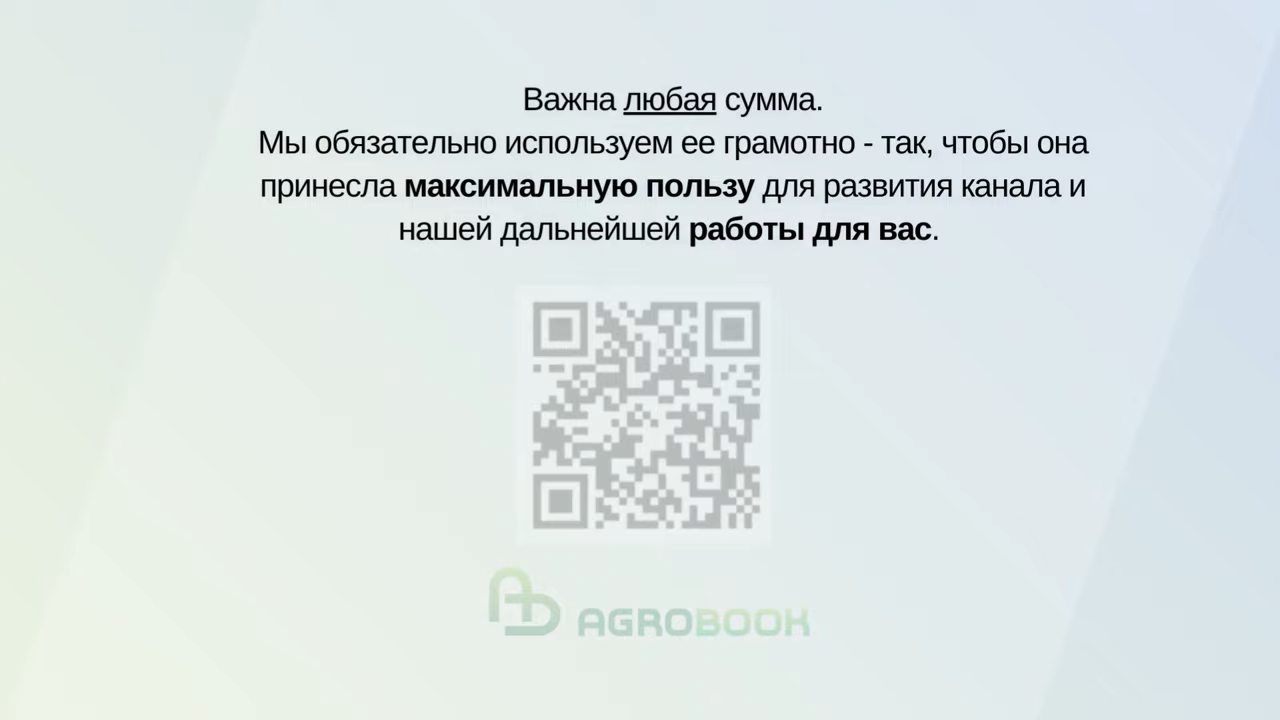 Важна любая сумма.
Мы обязательно используем ее грамотно - так, чтобы она
принесла максимальную пользу для развития канала и
нашей дальнейшей работы для вас.
AGROBOOK